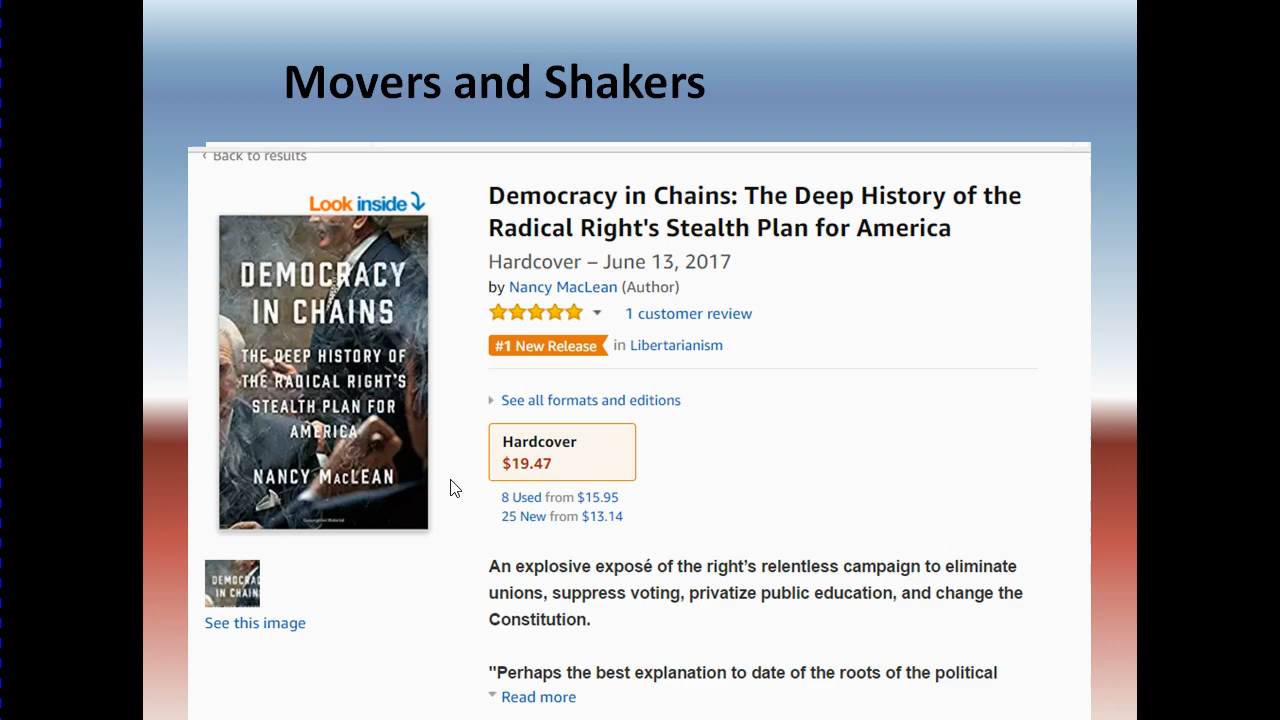 Movers and Shakers
‹ Back to results
Look inside
DEMOCRACY
IN CHAINS
THE DEEP HISTORY OF
THE RADICAL RIGHT'S
STEALTH PLAN FOR
AMERICA
NANCY MACLEAN
DEMOCRAC
IN CHAIN
See this image
Democracy in Chains: The Deep History of the
Radical Right's Stealth Plan for America
Hardcover – June 13, 2017
by Nancy MacLean (Author)
1 customer review
#1 New Release in Libertarianism
See all formats and editions
Hardcover
$19.47
8 Used from $15.95
25 New from $13.14
An explosive exposé of the right’s relentless campaign to eliminate
unions, suppress voting, privatize public education, and change the
Constitution.
"Perhaps the best explanation to date of the roots of the political
Read more